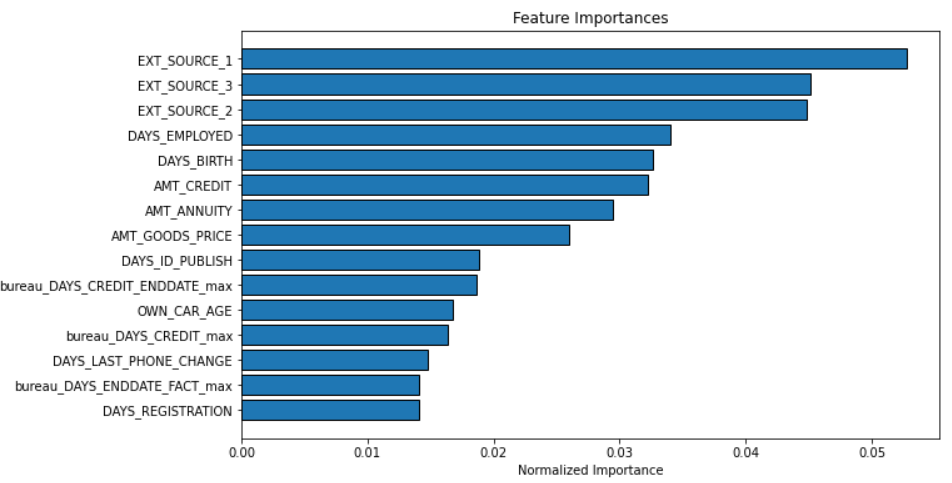 Feature Importances
EXT_SOURCE_1
EXT_SOURCE_3
EXT_SOURCE_2
DAYS_EMPLOYED
DAYS_BIRTH
AMT_CREDIT
AMT_ANNUITY
AMT_GOODS_PRICE
DAYS_ID_PUBLISH
bureau_DAYS_CREDIT_ENDDATE_max
OWN_CAR_AGE
bureau_DAYS_CREDIT_max
DAYS_LAST_PHONE_CHANGE
bureau_DAYS_ENDDATE_FACT_max
DAYS_REGISTRATION
0.00 0.01 0.02 0.03 0.04 0.05
Normalized Importance